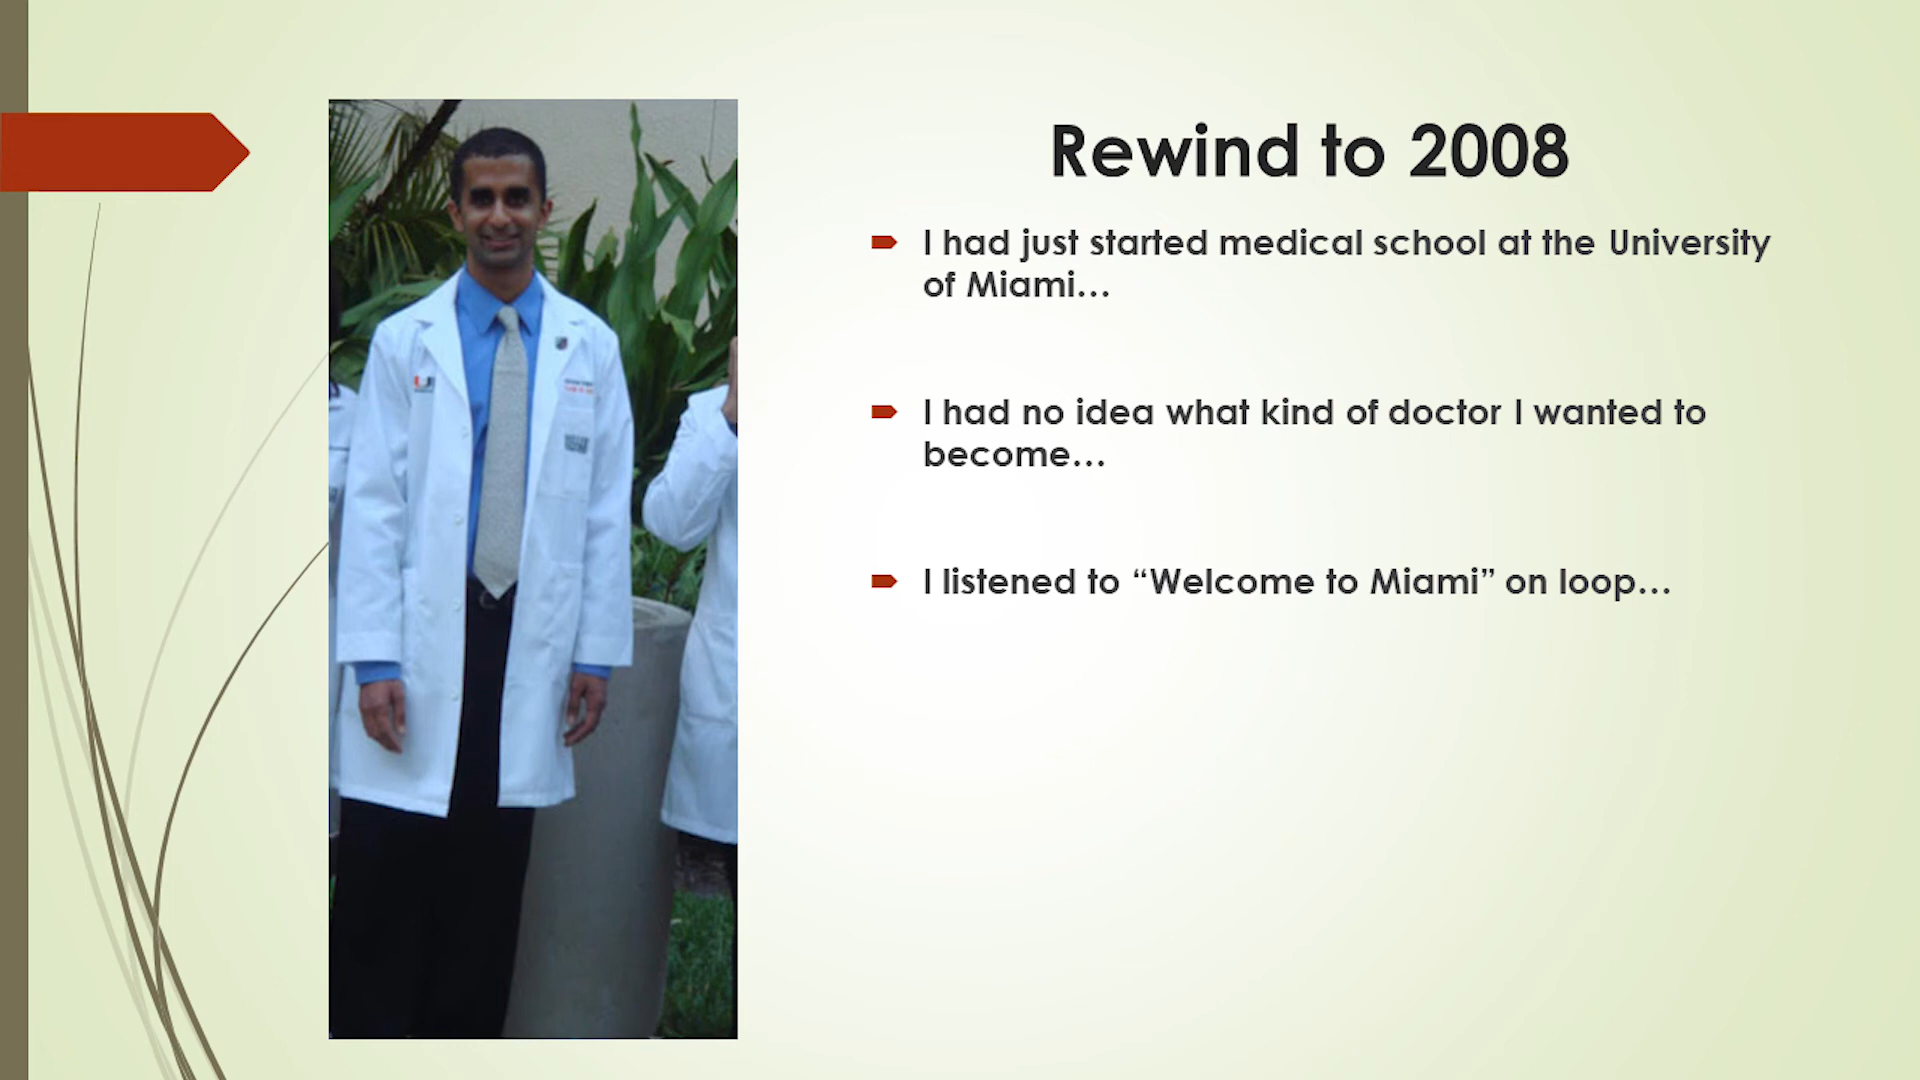 Rewind to 2008
I had just started medical school at the University
of Miami…
I had no idea what kind of doctor I wanted to
become…
I listened to “Welcome to Miami” on loop…